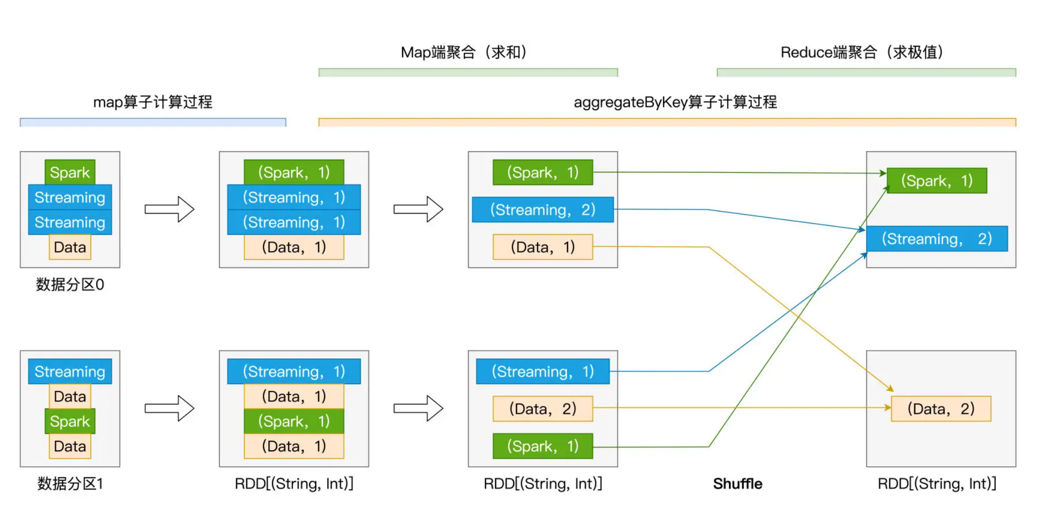 Map端聚合（求和）
Reduce端聚合（求极值）
map算子计算过程
aggregateByKey算子计算过程
Spark
Streaming
Streaming
Data
数据分区0
(Spark, 1)
(Streaming, 1)
(Streaming, 1)
(Data, 1)
(Spark, 1)
(Streaming, 2)
(Data, 1)
(Spark, 1)
(Streaming, 2)
Streaming
Data
Spark
Data
数据分区1
(Streaming, 1)
(Data, 1)
(Spark, 1)
(Data, 1)
RDD[(String, Int)]
(Streaming, 1)
(Data, 2)
(Spark, 1)
RDD[(String, Int)]
Shuffle
(Data, 2)
RDD[(String, Int)]